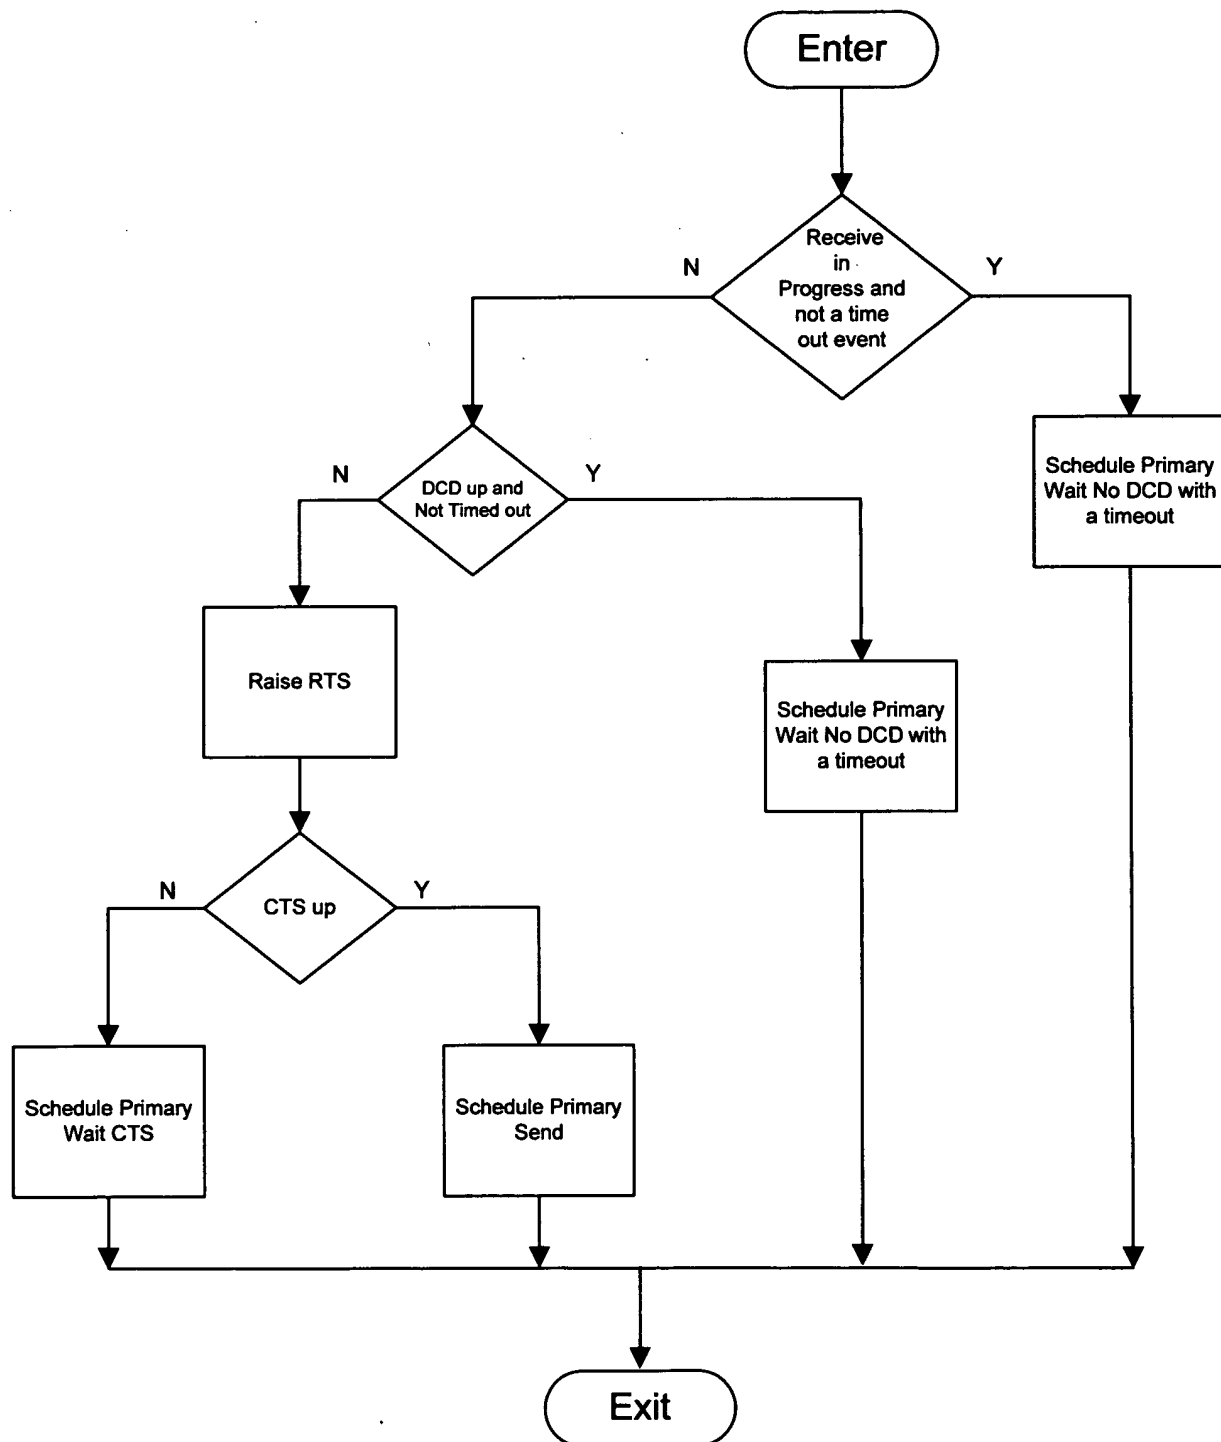 Enter
Receive
in
Progress and
not a time
out event
N
Y
DCD up and
Not Timed out
N
Y
Schedule Primary
Wait No DCD with
a timeout
Raise RTS
Schedule Primary
Wait No DCD with
a timeout
CTS up
N
Y
Schedule Primary
Wait CTS
Schedule Primary
Send
Exit